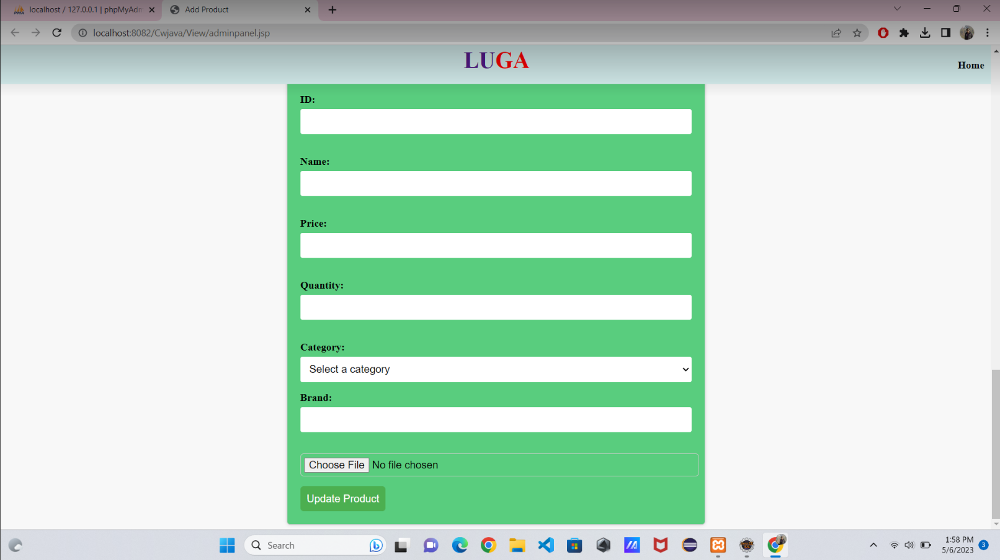 localhost / 127.0.0.1 | phpMyAdm
Add Product
localhost:8082/Cwjava/View/adminpanel.jsp
LUGA
Home
ID:
Name:
Price:
Quantity:
Category:
Select a category
Brand:
Choose File No file chosen
Update Product
Search
1:58 PM
5/6/2023
3